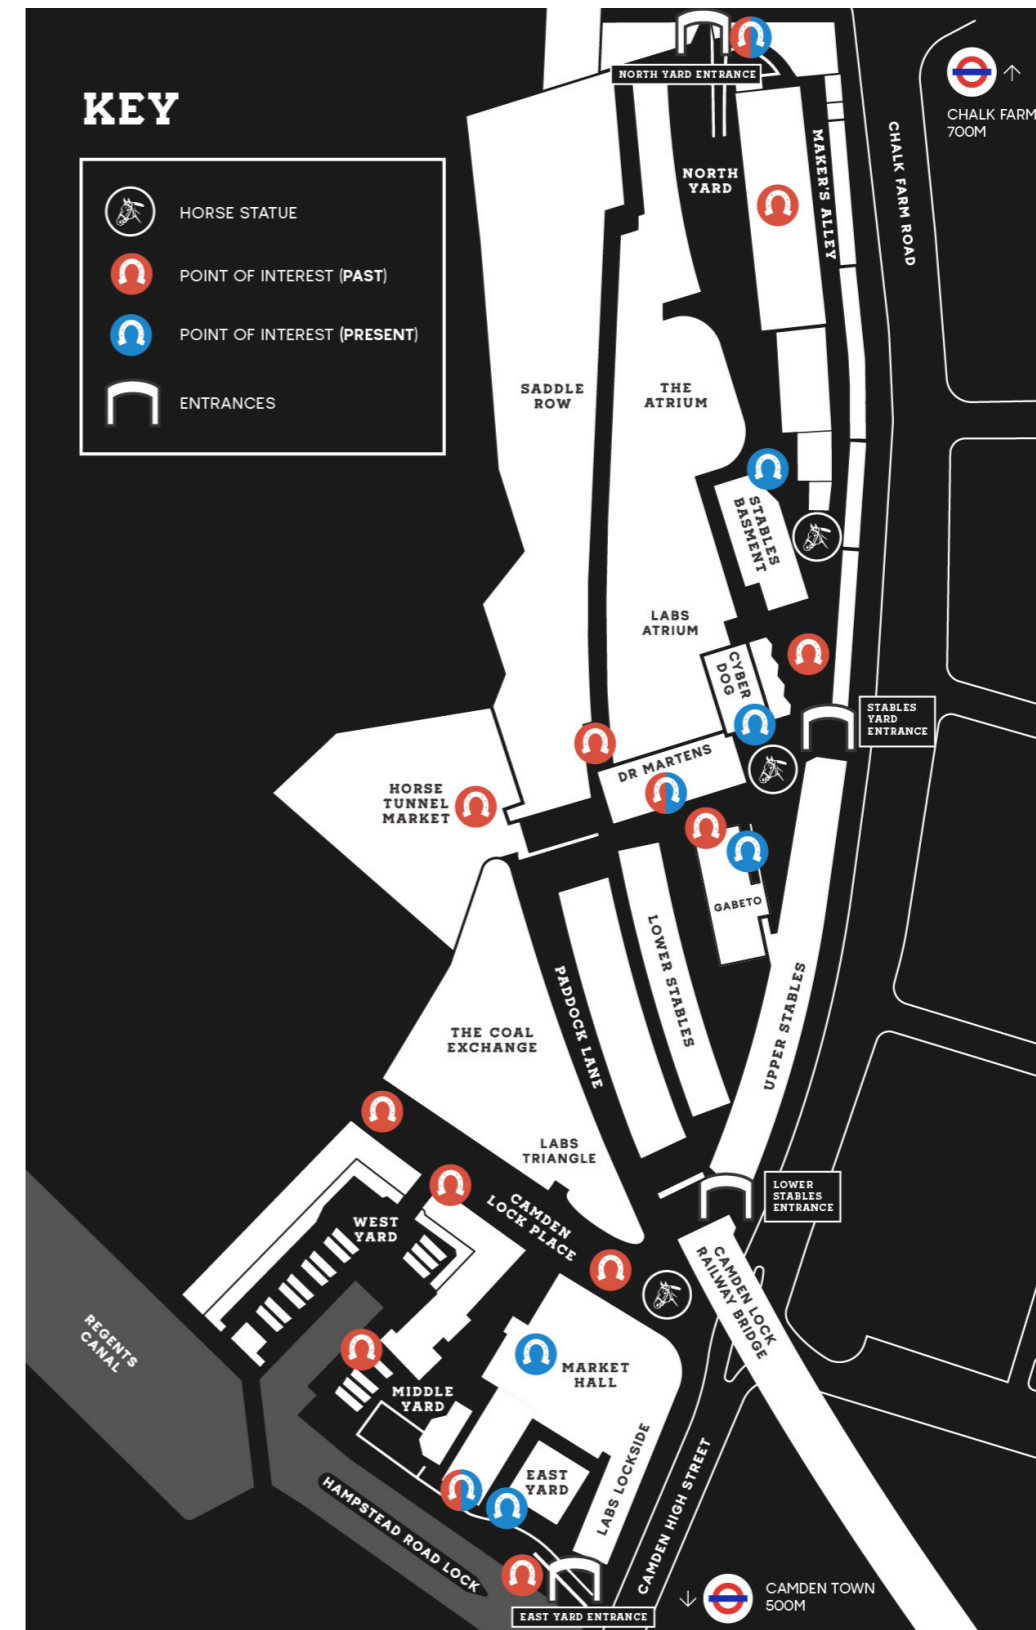 KEY
HORSE STATUE
POINT OF INTEREST (PAST)
POINT OF INTEREST (PRESENT)
ENTRANCES
NORTH YARD ENTRANCE
CHALK FARM
700M
NORTH
YARD
MAKER'S ALLEY
CHALK FARM ROAD
SADDLE
ROW
THE
ATRIUM
STABLES
BASMENT
LABS
ATRIUM
CYBER
DOG
STABLES
YARD
ENTRANCE
DR MARTENS
HORSE
TUNNEL
MARKET
GABETO
LOWER STABLES
PADDOCK LANE
UPPER STABLES
THE COAL
EXCHANGE
LABS
TRIANGLE
LOWER
STABLES
ENTRANCE
CAMDEN
LOCK PLACE
WEST
YARD
CAMDEN LOCK
RAILWAY BRIDGE
REGENTS
CANAL
MARKET
HALL
MIDDLE
YARD
EAST
YARD
LABS LOCKSIDE
CAMDEN HIGH STREET
HAMPSTEAD ROAD LOCK
CAMDEN TOWN
500M
EAST YARD ENTRANCE